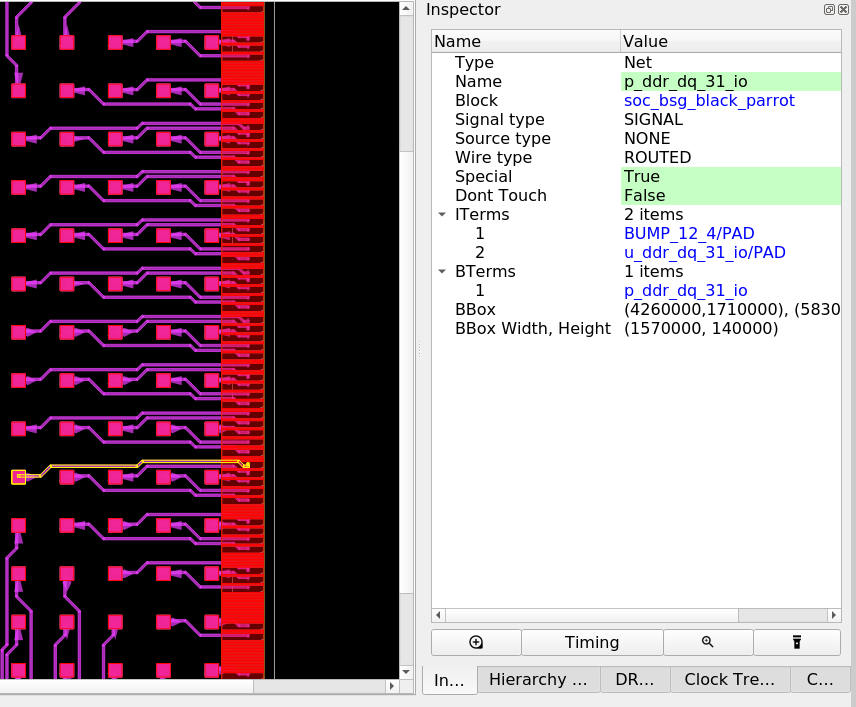 Inspector
Name Value
Type Net
Name p_ddr_dq_31_io
Block soc_bsg_black_parrot
Signal type SIGNAL
Source type NONE
Wire type ROUTED
Special True
Dont Touch False
ITerms 2 items
1 BUMP_12_4/PAD
2 u_ddr_dq_31_io/PAD
BTerms 1 items
1 p_ddr_dq_31_io
BBox (4260000,1710000), (5830
BBox Width, Height (1570000, 140000)
Timing
In... Hierarchy ... DR... Clock Tre... C...